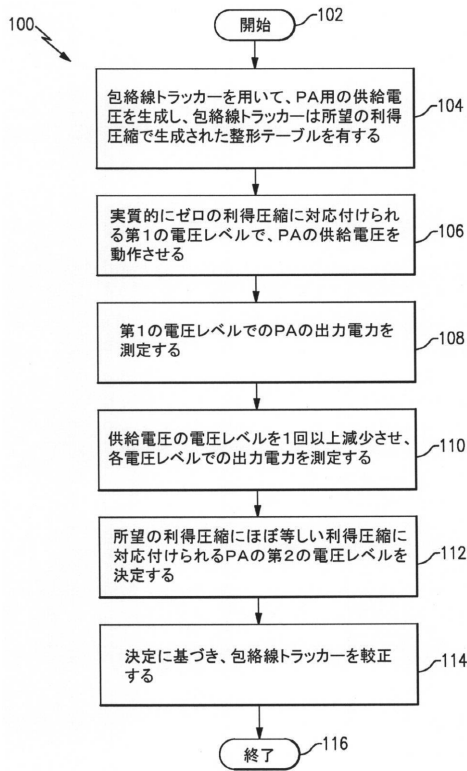 100
開始
102
包絡線トラッカーを用いて、PA用の供給電
圧を生成し、包絡線トラッカーは所望の利得
圧縮で生成された整形テーブルを有する
104
実質的にゼロの利得圧縮に対応付けられ
る第1の電圧レベルで、PAの供給電圧を
動作させる
106
第1の電圧レベルでのPAの出力電力を
測定する
108
供給電圧の電圧レベルを1回以上減少させ、
各電圧レベルでの出力電力を測定する
110
所望の利得圧縮にほぼ等しい利得圧縮に
対応付けられるPAの第2の電圧レベルを
決定する
112
決定に基づき、包絡線トラッカーを較正
する
114
終了
116